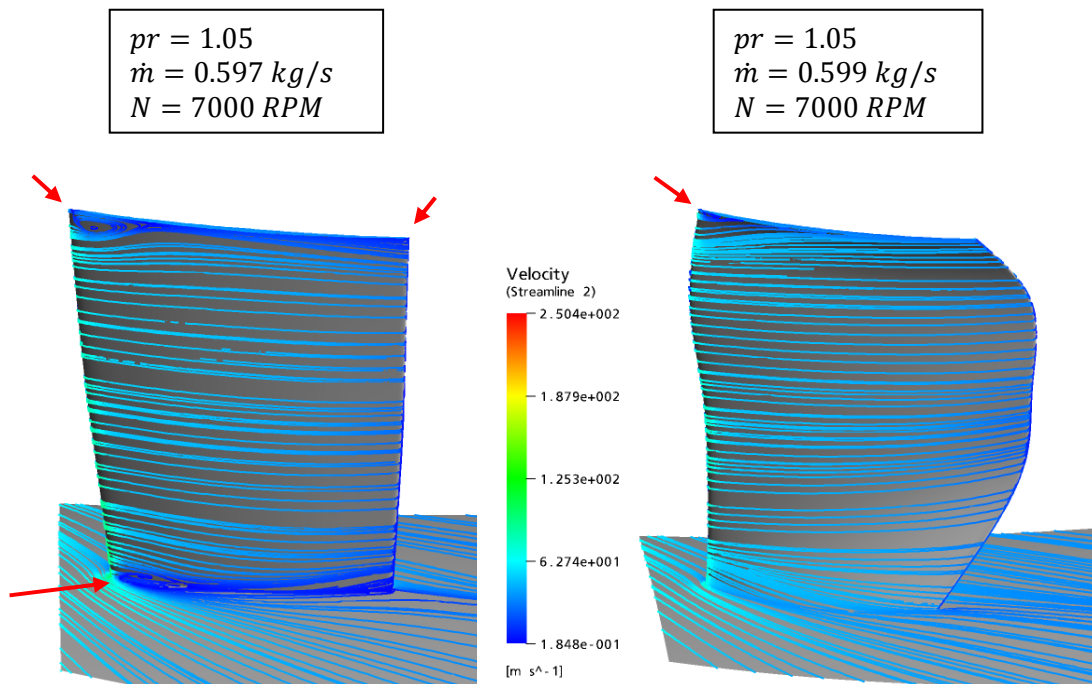 pr = 1.05
ṁ = 0.597 kg/s
N = 7000 RPM
pr = 1.05
ṁ = 0.599 kg/s
N = 7000 RPM
Velocity
(Streamline 2)
2.504e+002
1.879e+002
1.253e+002
6.274e+001
1.848e-001
[m s^-1]